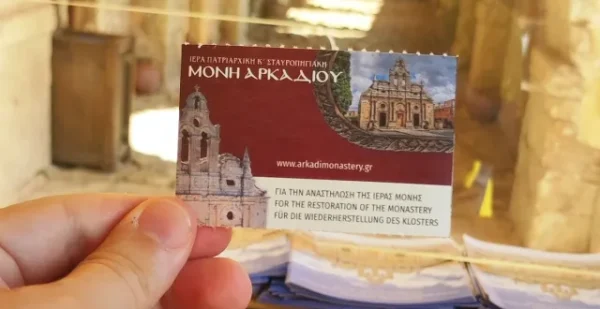 ΙΕΡΑ ΠΑΤΡΙΑΡΧΙΚΗ Κ΄ ΣΤΑΥΡΟΠΗΓΙΑΚΗ
ΜΟΝΗ ΑΡΚΑΔΙΟΥ
www.arkadimonastery.gr
ΓΙΑ ΤΗΝ ΑΝΑΣΤΗΛΩΣΗ ΤΗΣ ΙΕΡΑΣ ΜΟΝΗΣ
FOR THE RESTORATION OF THE MONASTERY
FÜR DIE WIEDERHERSTELLUNG DES KLOSTERS